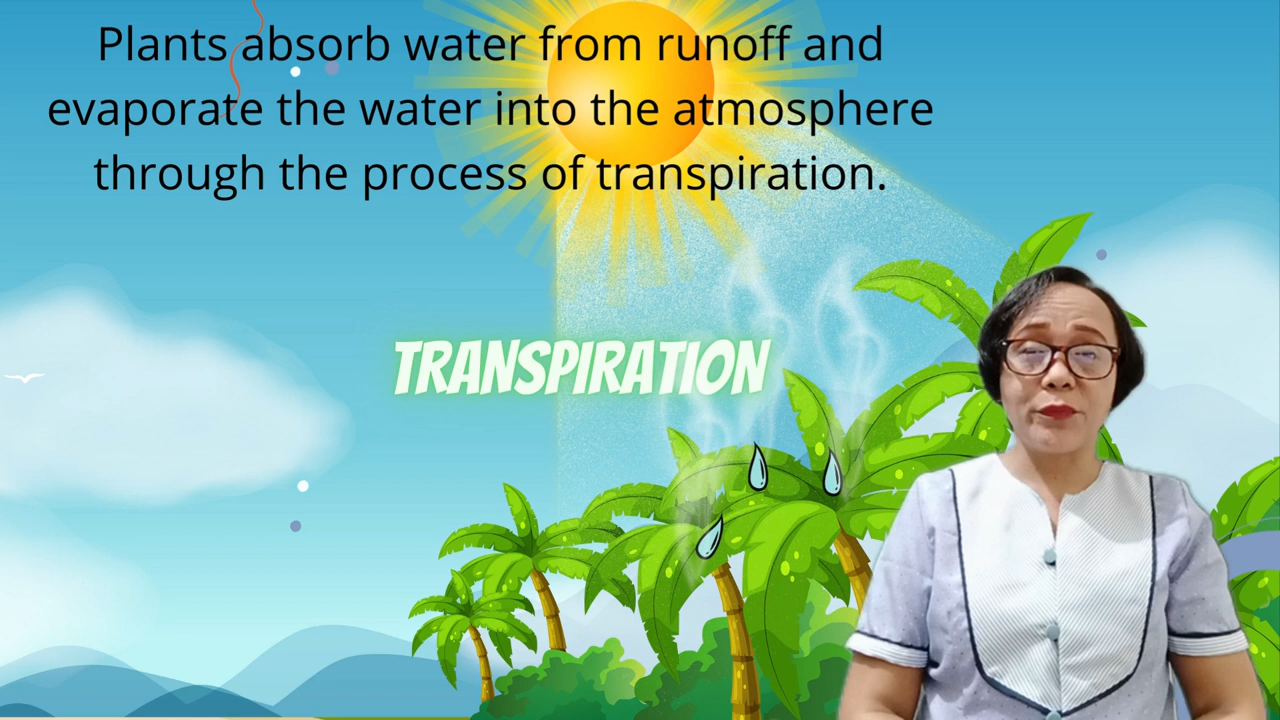 Plants absorb water from runoff and
evaporate the water into the atmosphere
through the process of transpiration.
TRANSPIRATION